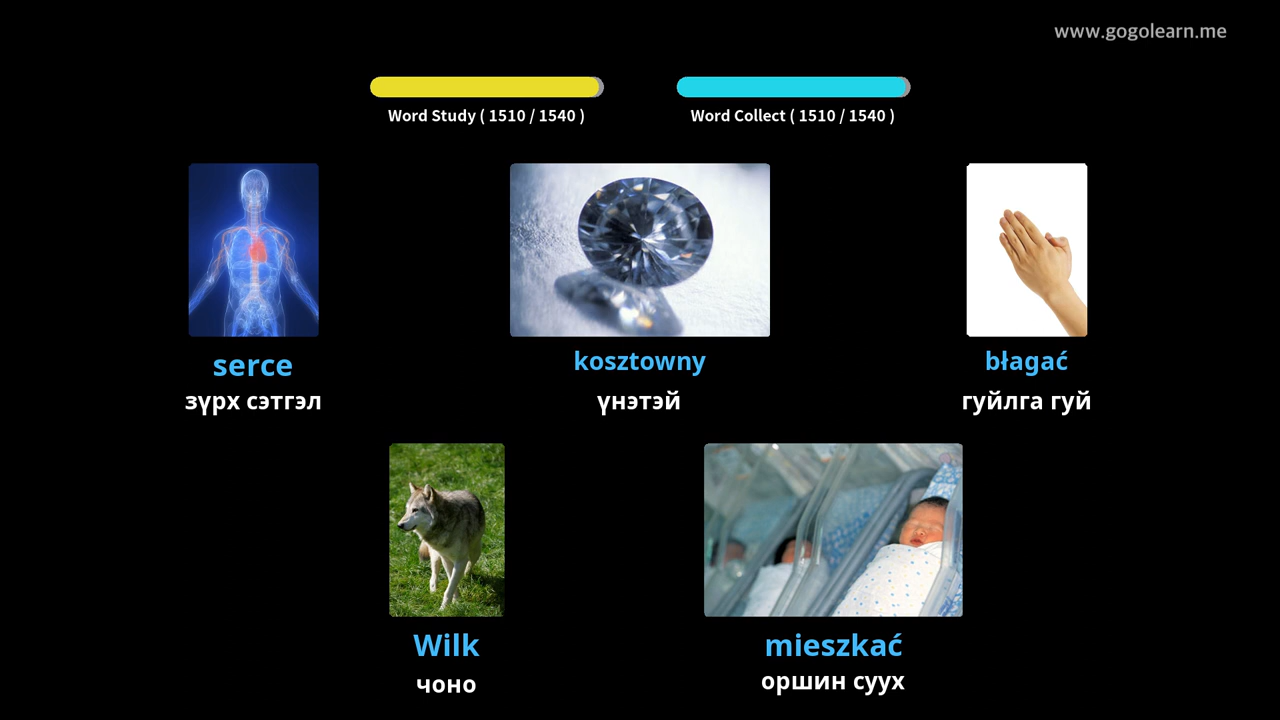 www.gogolearn.me
Word Study ( 1510 / 1540 )
Word Collect ( 1510 / 1540 )
serce
зүрх сэтгэл
kosztowny
үнэтэй
błagać
гуйлга гуй
Wilk
чоно
mieszkać
оршин суух